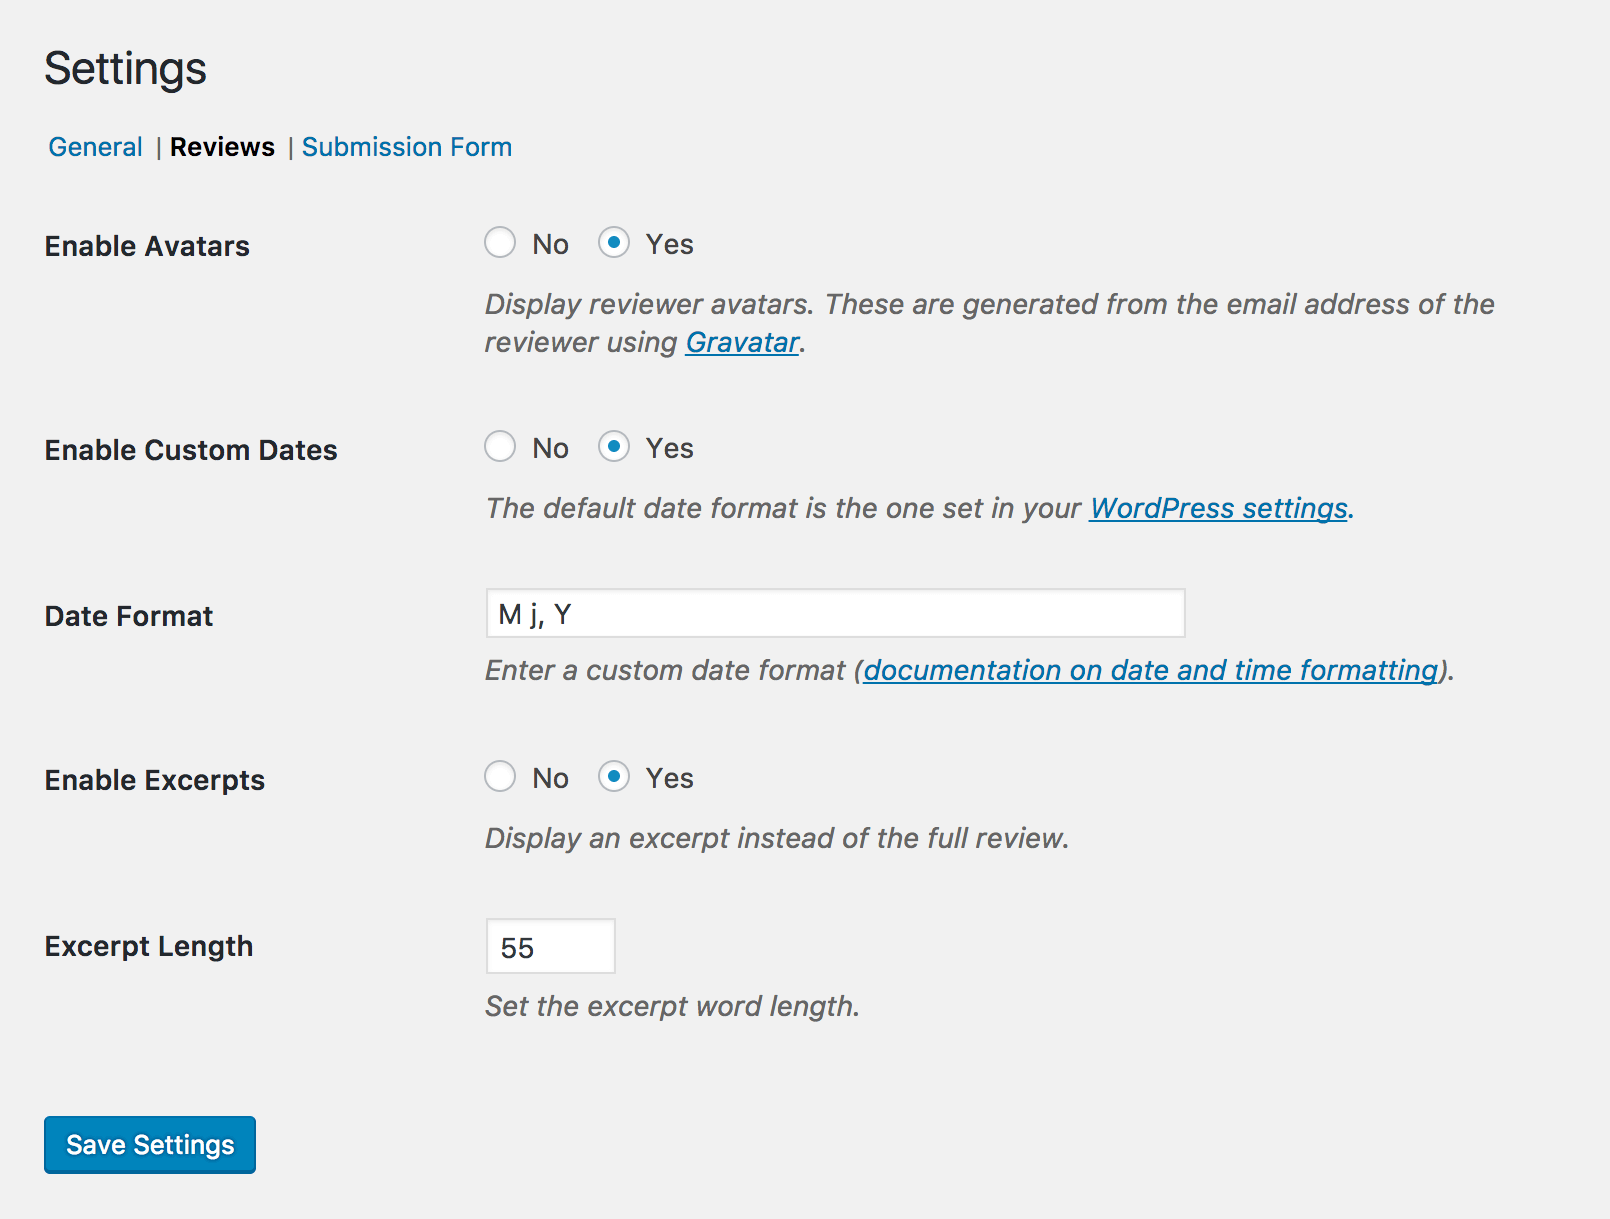 Settings
General | Reviews | Submission Form
Enable Avatars No Yes
Display reviewer avatars. These are generated from the email address of the
reviewer using Gravatar.
Enable Custom Dates No Yes
The default date format is the one set in your WordPress settings.
Date Format M j, Y
Enter a custom date format (documentation on date and time formatting).
Enable Excerpts No Yes
Display an excerpt instead of the full review.
Excerpt Length 55
Set the excerpt word length.
Save Settings